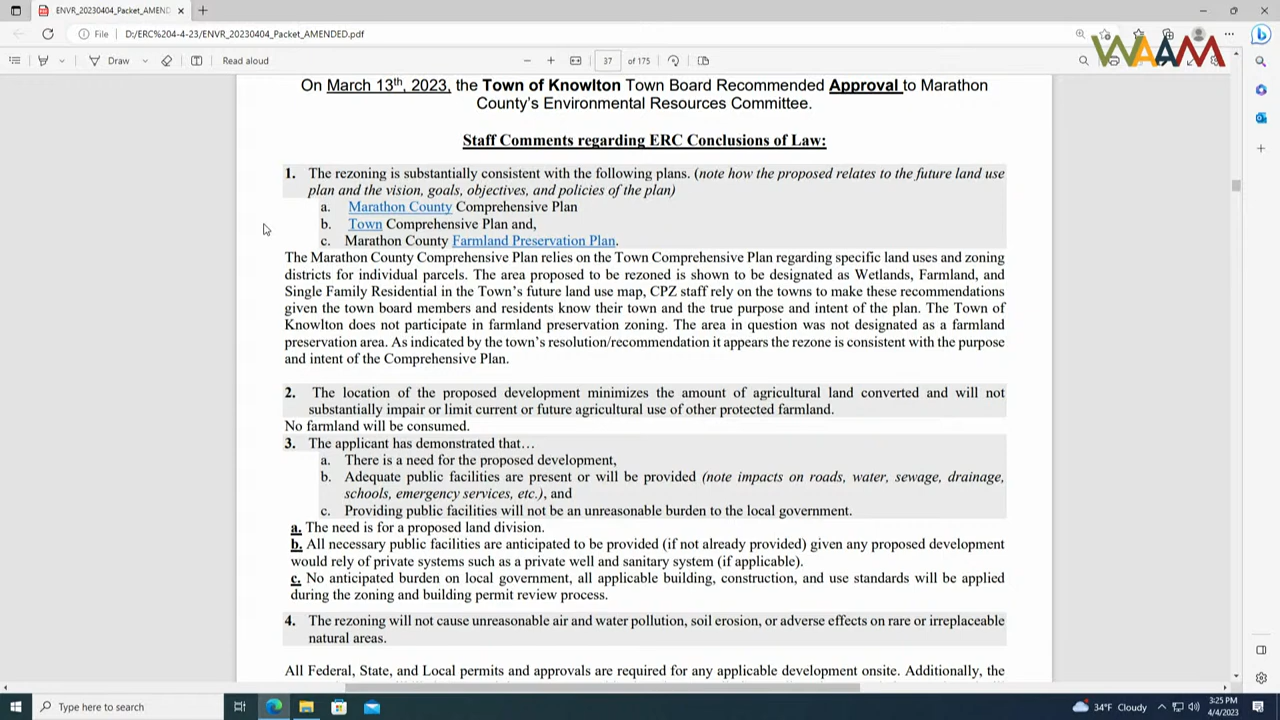 ENVR_20230404_Packet_AMEND
File D:/ERC%204-4-23/ENVR_20230404_Packet_AMENDED.pdf
WAAM
Draw Read aloud 37 of 175
On March 13th, 2023, the Town of Knowlton Town Board Recommended Approval to Marathon
County's Environmental Resources Committee.
Staff Comments regarding ERC Conclusions of Law:
1. The rezoning is substantially consistent with the following plans. (note how the proposed relates to the future land use
plan and the vision, goals, objectives, and policies of the plan)
a. Marathon County Comprehensive Plan
b. Town Comprehensive Plan and,
c. Marathon County Farmland Preservation Plan.
The Marathon County Comprehensive Plan relies on the Town Comprehensive Plan regarding specific land uses and zoning
districts for individual parcels. The area proposed to be rezoned is shown to be designated as Wetlands, Farmland, and
Single Family Residential in the Town's future land use map, CPZ staff rely on the towns to make these recommendations
given the town board members and residents know their town and the true purpose and intent of the plan. The Town of
Knowlton does not participate in farmland preservation zoning. The area in question was not designated as a farmland
preservation area. As indicated by the town's resolution/recommendation it appears the rezone is consistent with the purpose
and intent of the Comprehensive Plan.
2. The location of the proposed development minimizes the amount of agricultural land converted and will not
substantially impair or limit current or future agricultural use of other protected farmland.
No farmland will be consumed.
3. The applicant has demonstrated that…
a. There is a need for the proposed development,
b. Adequate public facilities are present or will be provided (note impacts on roads, water, sewage, drainage,
schools, emergency services, etc.), and
c. Providing public facilities will not be an unreasonable burden to the local government.
a. The need is for a proposed land division.
b. All necessary public facilities are anticipated to be provided (if not already provided) given any proposed development
would rely of private systems such as a private well and sanitary system (if applicable).
c. No anticipated burden on local government, all applicable building, construction, and use standards will be applied
during the zoning and building permit review process.
4. The rezoning will not cause unreasonable air and water pollution, soil erosion, or adverse effects on rare or irreplaceable
natural areas.
All Federal, State, and Local permits and approvals are required for any applicable development onsite. Additionally, the
Type here to search
34°F Cloudy
3:25 PM
4/4/2023